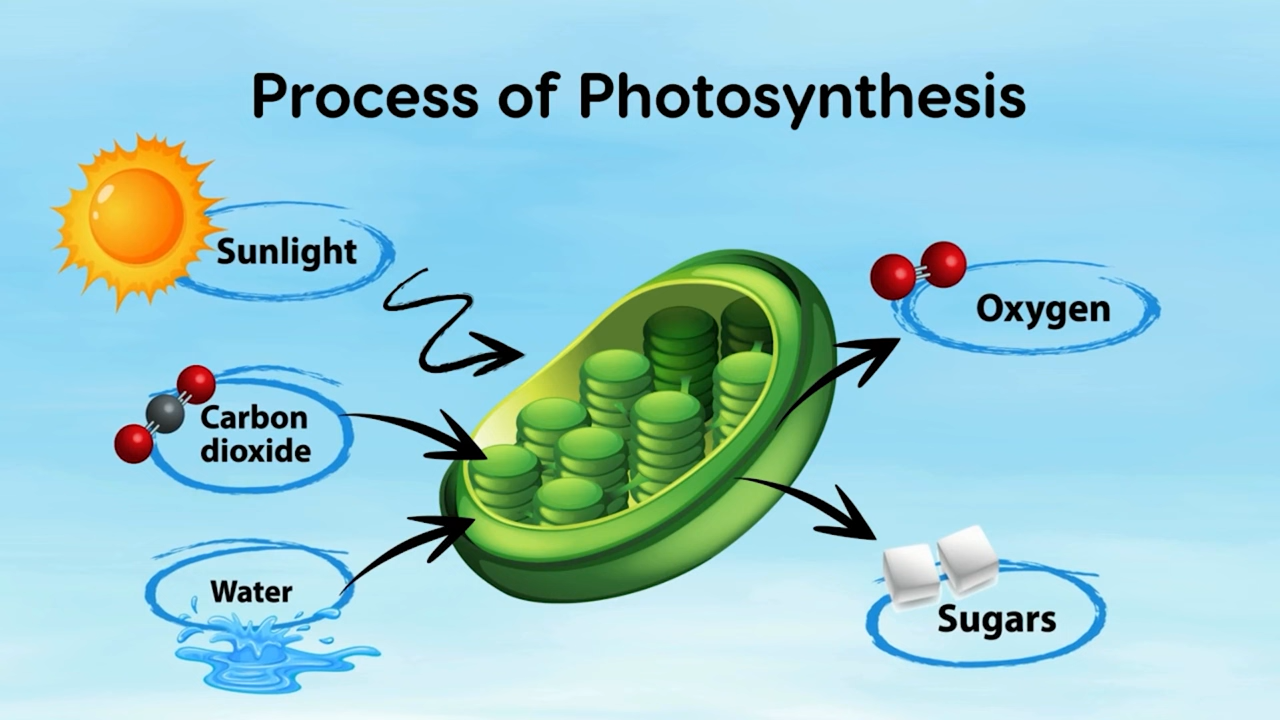 Process of Photosynthesis
Sunlight
Carbon
dioxide
Water
Oxygen
Sugars